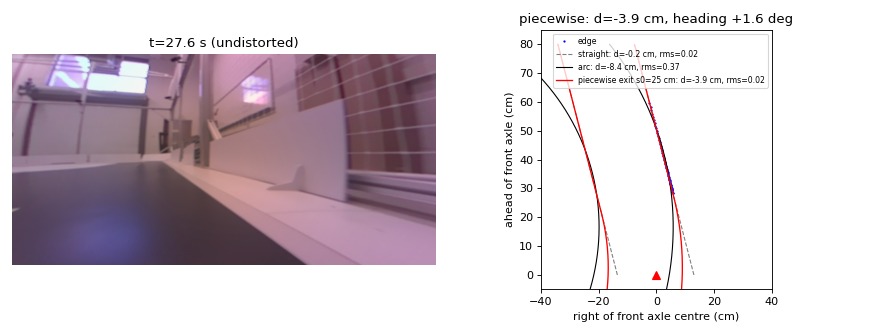 t=27.6 s (undistorted)
piecewise: d=-3.9 cm, heading +1.6 deg
edge
straight: d=-0.2 cm, rms=0.02
arc: d=-8.4 cm, rms=0.37
piecewise exit s0=25 cm: d=-3.9 cm, rms=0.02
ahead of front axle (cm)
80
70
60
50
40
30
20
10
0
−40
−20
0
20
40
right of front axle centre (cm)